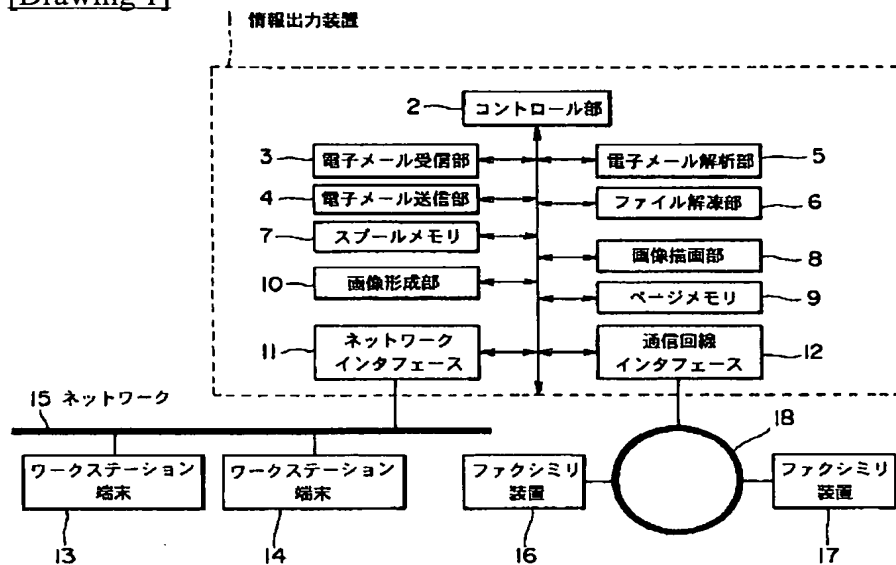 [Drawing 1]
1 情報出力装置
2 コントロール部
3 電子メール受信部
電子メール解析部 5
4 電子メール送信部
ファイル解凍部 6
7 スプールメモリ
画像描画部 8
10 画像形成部
ページメモリ 9
11 ネットワーク
インタフェース
通信回線
インタフェース 12
15 ネットワーク
18
ワークステーション
端末
ワークステーション
端末
ファクシミリ
装置
ファクシミリ
装置
13
14
16
17